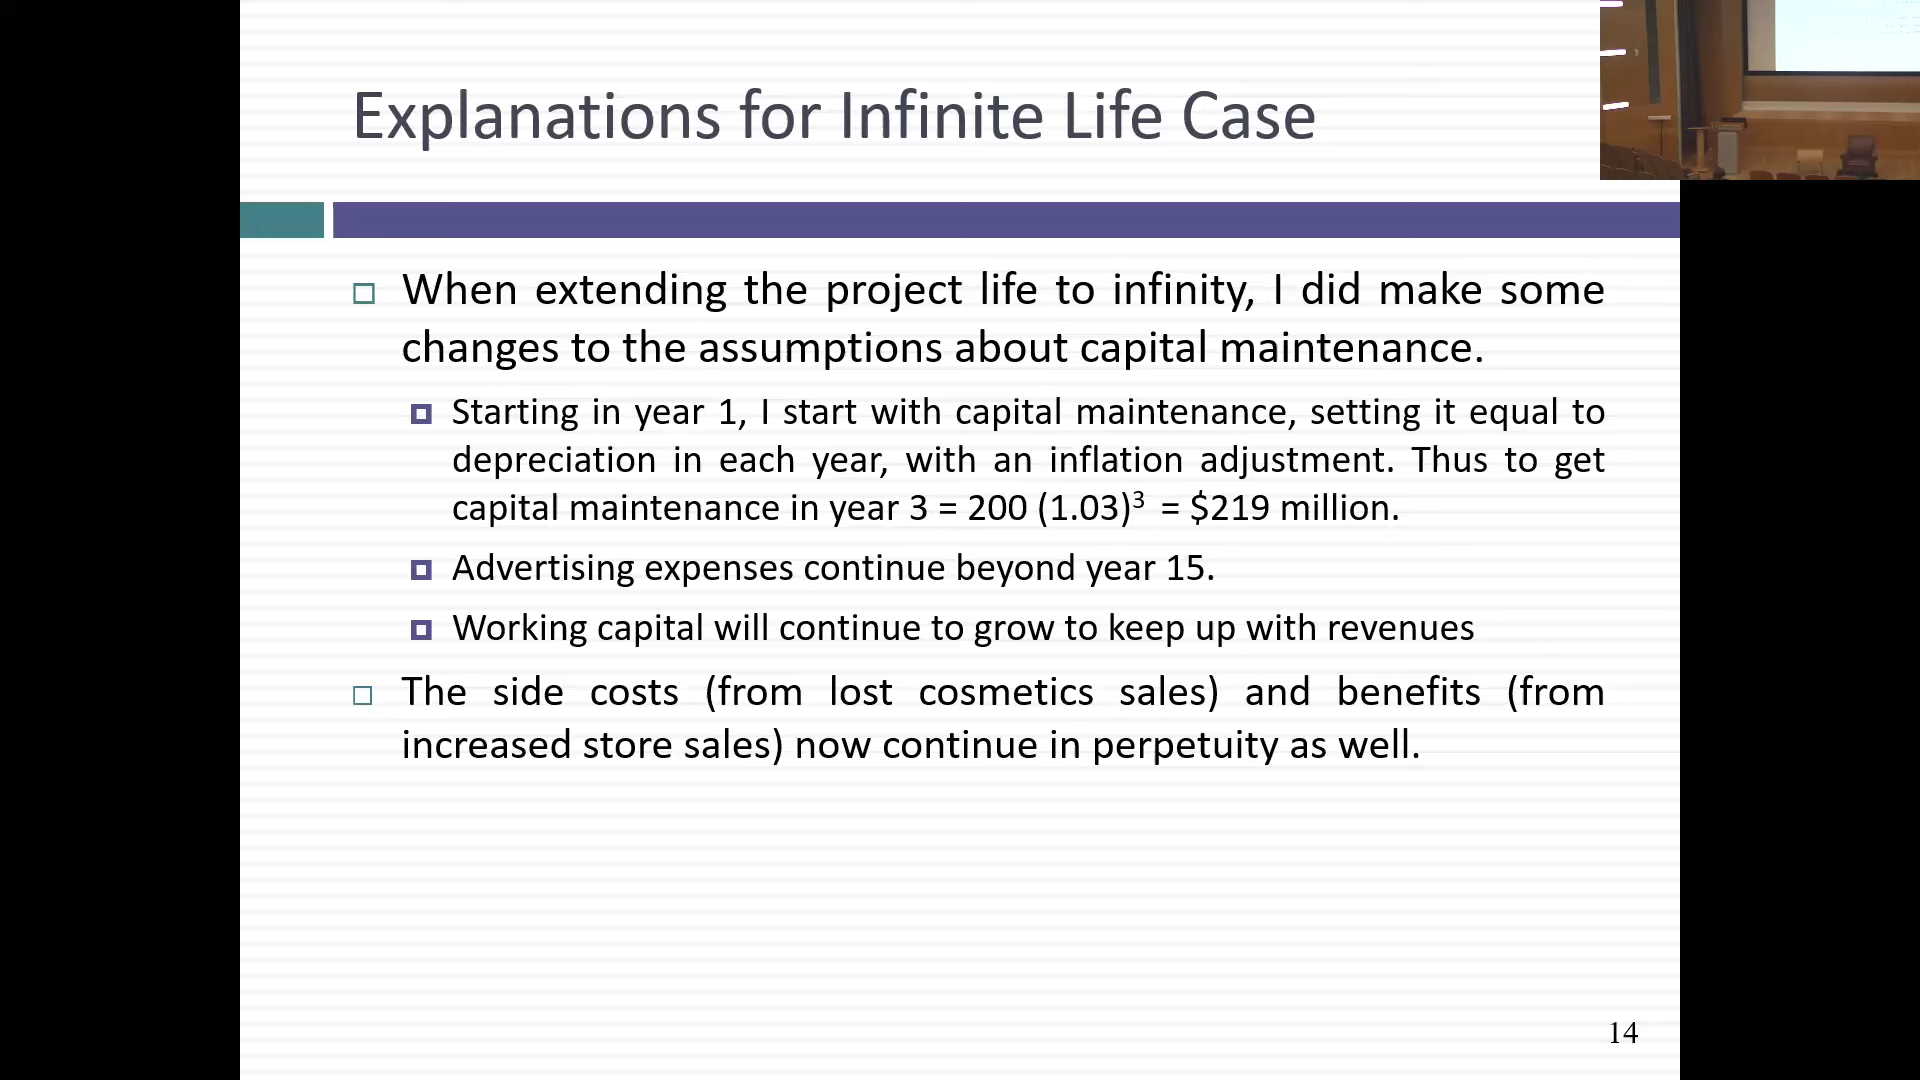 Explanations for Infinite Life Case
When extending the project life to infinity, I did make some
changes to the assumptions about capital maintenance.
Starting in year 1, I start with capital maintenance, setting it equal to
depreciation in each year, with an inflation adjustment. Thus to get
capital maintenance in year 3 = 200 (1.03)³ = $219 million.
Advertising expenses continue beyond year 15.
Working capital will continue to grow to keep up with revenues
The side costs (from lost cosmetics sales) and benefits (from
increased store sales) now continue in perpetuity as well.
14